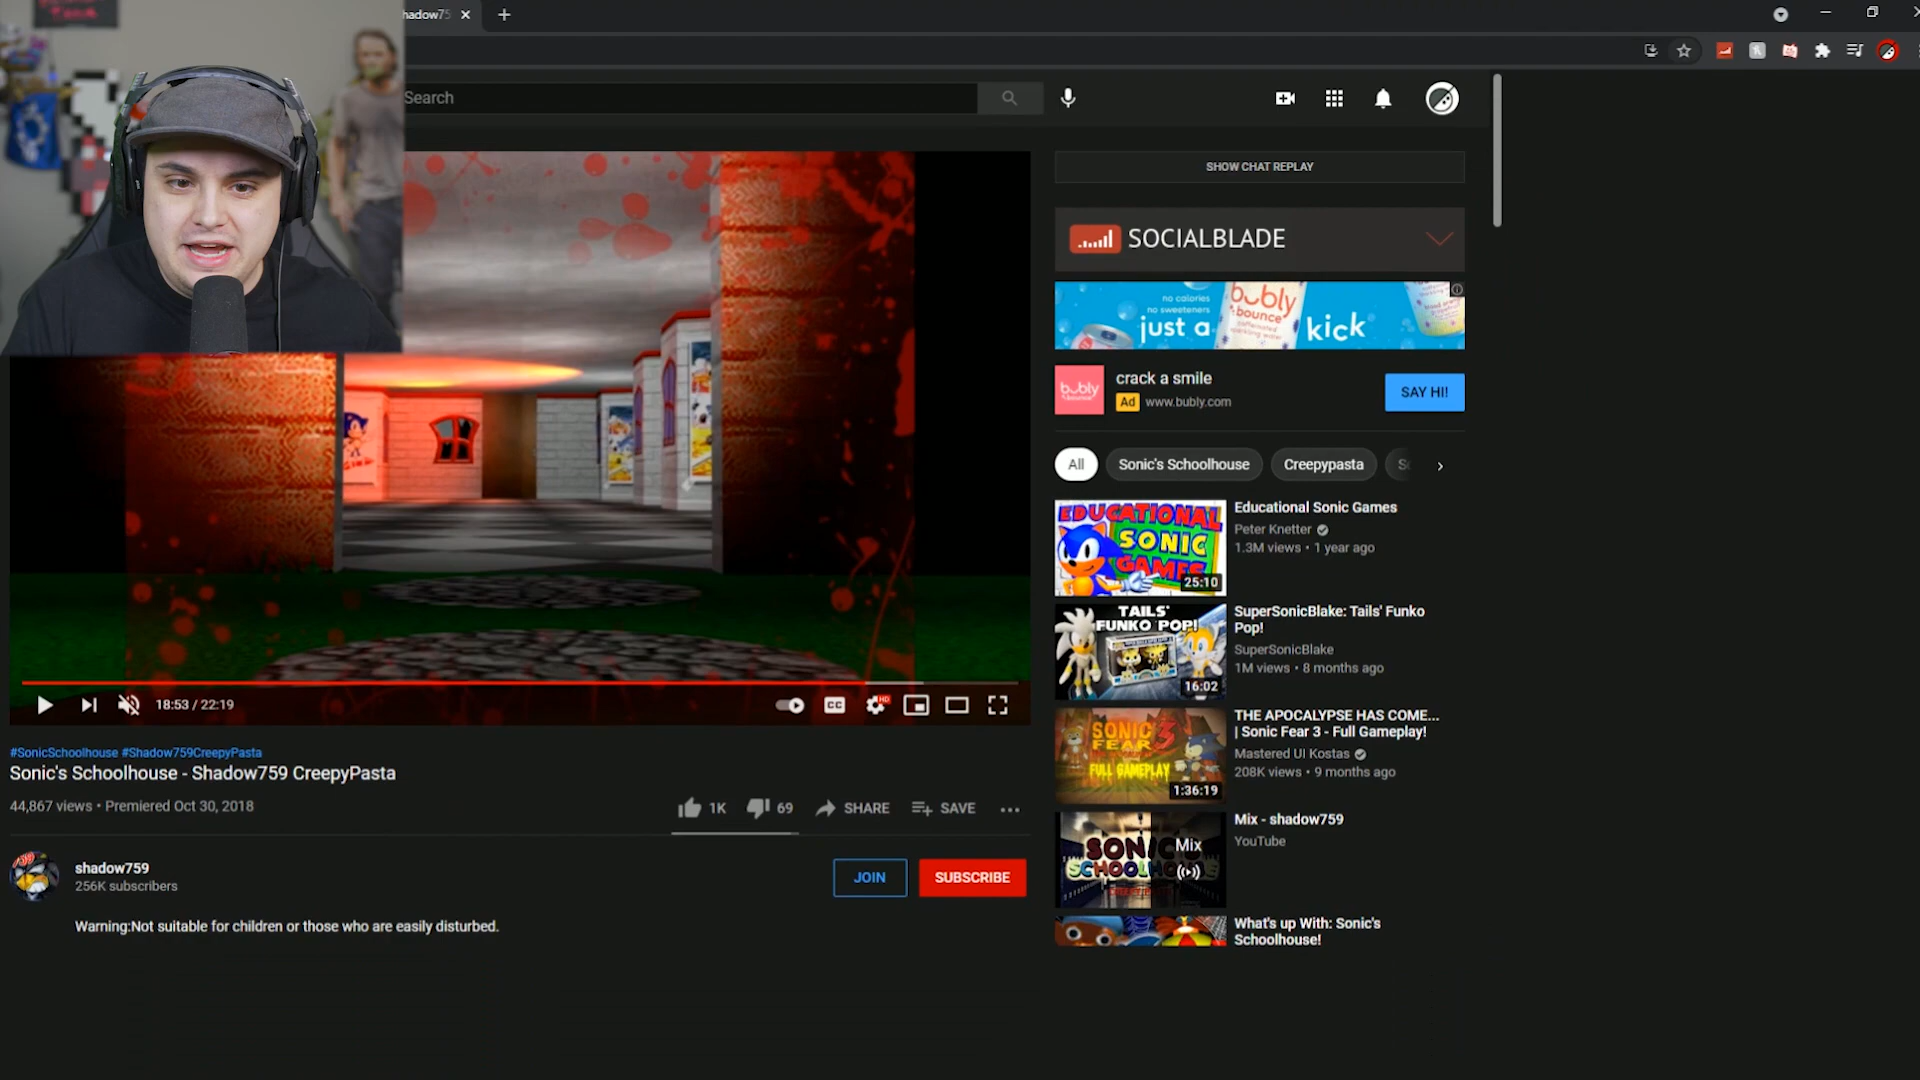 hadow75
Search
SHOW CHAT REPLAY
SOCIALBLADE
no calories
no sweeteners
just a
bubly
bounce
kick
bubly
crack a smile
Ad www.bubly.com
SAY HI!
All
Sonic's Schoolhouse
Creepypasta
EDUCATIONAL
SONIC
GAMES
25:10
Educational Sonic Games
Peter Knetter
1.3M views • 1 year ago
TAILS'
FUNKO POP!
16:02
SuperSonicBlake: Tails' Funko
Pop!
SuperSonicBlake
1M views • 8 months ago
SONIC
FEAR 3
FULL GAMEPLAY
1:36:19
THE APOCALYPSE HAS COME...
| Sonic Fear 3 - Full Gameplay!
Mastered UI Kostas
208K views • 9 months ago
Mix
Mix - shadow759
YouTube
What's up With: Sonic's
Schoolhouse!
18:53 / 22:19
CC
HD
#SonicSchoolhouse #Shadow759CreepyPasta
Sonic's Schoolhouse - Shadow759 CreepyPasta
44,867 views • Premiered Oct 30, 2018
1K
69
SHARE
SAVE
shadow759
256K subscribers
JOIN
SUBSCRIBE
Warning:Not suitable for children or those who are easily disturbed.